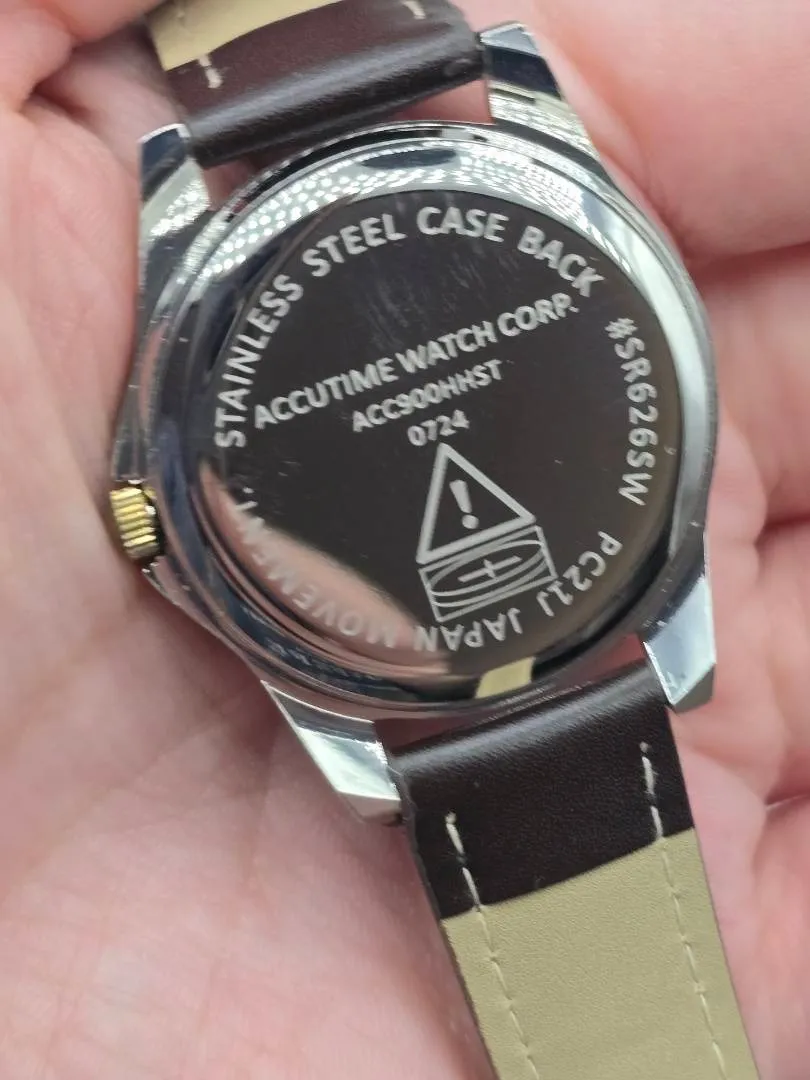 STAINLESS STEEL CASE BACK
#SR626SW
PC21J JAPAN MOVEMENT.
ACCUTIME WATCH CORP.
ACC900HHST
0724
!
+